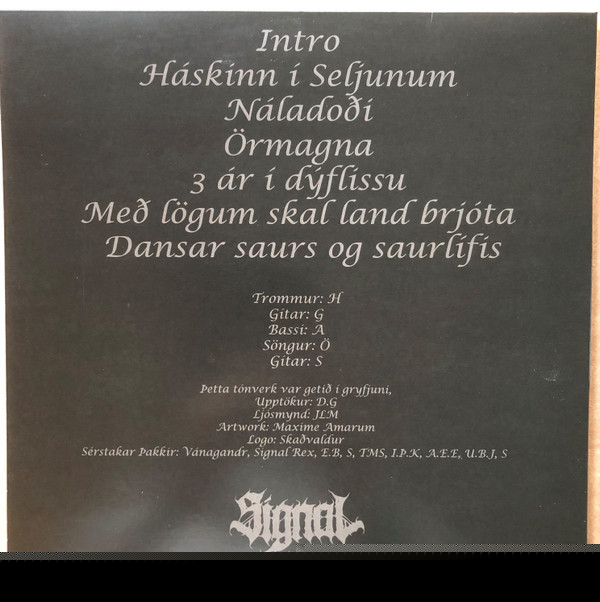 Intro
Háskinn í Seljunum
Náladoði
Örmagna
3 ár í dýflissu
Með lögum skal land brjóta
Dansar saurs og saurlífis
Trommur: H
Gítar: G
Bassi: A
Söngur: Ö
Gítar: S
Þetta tónverk var getið í gryfjuni,
Upptökur: D.G
Ljósmynd: JLM
Artwork: Maxime Amarum
Logo: Skaðvaldur
Sérstakar Þakkir: Vánagandr, Signal Rex, E.B, S, TMS, I.Þ.K, A.E.E, U.B.J, S
Signal